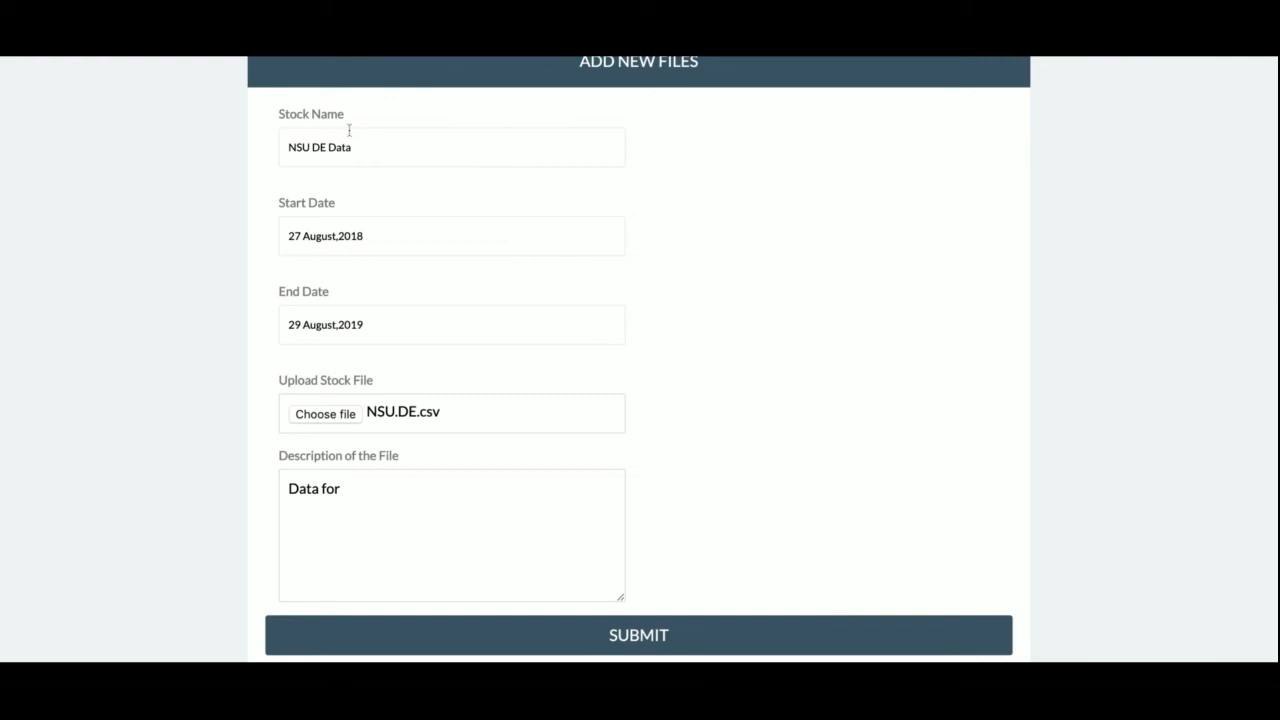 ADD NEW FILES
Stock Name
NSU DE Data
Start Date
27 August,2018
End Date
29 August,2019
Upload Stock File
Choose file NSU.DE.csv
Description of the File
Data for
SUBMIT